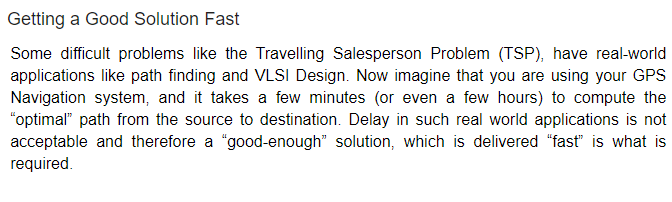 Getting a Good Solution Fast
Some difficult problems like the Travelling Salesperson Problem (TSP), have real-world
applications like path finding and VLSI Design. Now imagine that you are using your GPS
Navigation system, and it takes a few minutes (or even a few hours) to compute the
“optimal” path from the source to destination. Delay in such real world applications is not
acceptable and therefore a “good-enough” solution, which is delivered “fast” is what is
required.